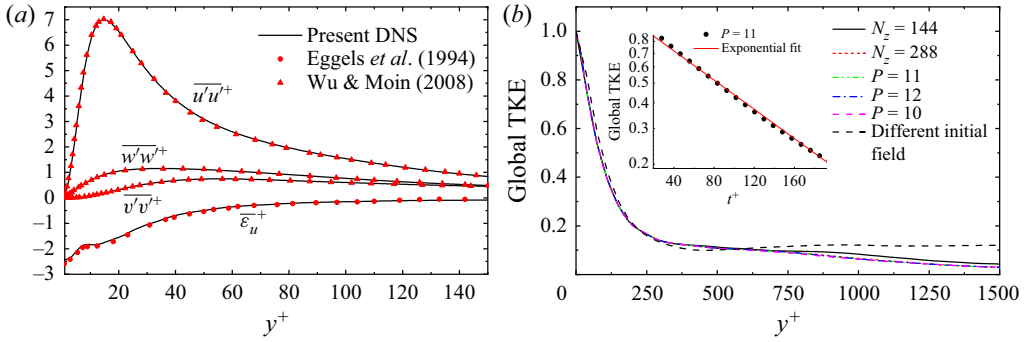 (a)
7
6
5
4
3
2
1
0
−1
−2
−3
20
40
60
80
100
120
140
y+
Present DNS
Eggels et al. (1994)
Wu & Moin (2008)
u′u′+
w′w′+
v′v′+
εu+
(b)
Global TKE
1.0
0.8
0.6
0.4
0.2
0
250
500
750
1000
1250
1500
y+
Nz = 144
Nz = 288
P = 11
P = 12
P = 10
Different initial
field
Global TKE
0.8
0.7
0.6
0.5
0.4
0.3
0.2
40
80
120
160
t+
P = 11
Exponential fit